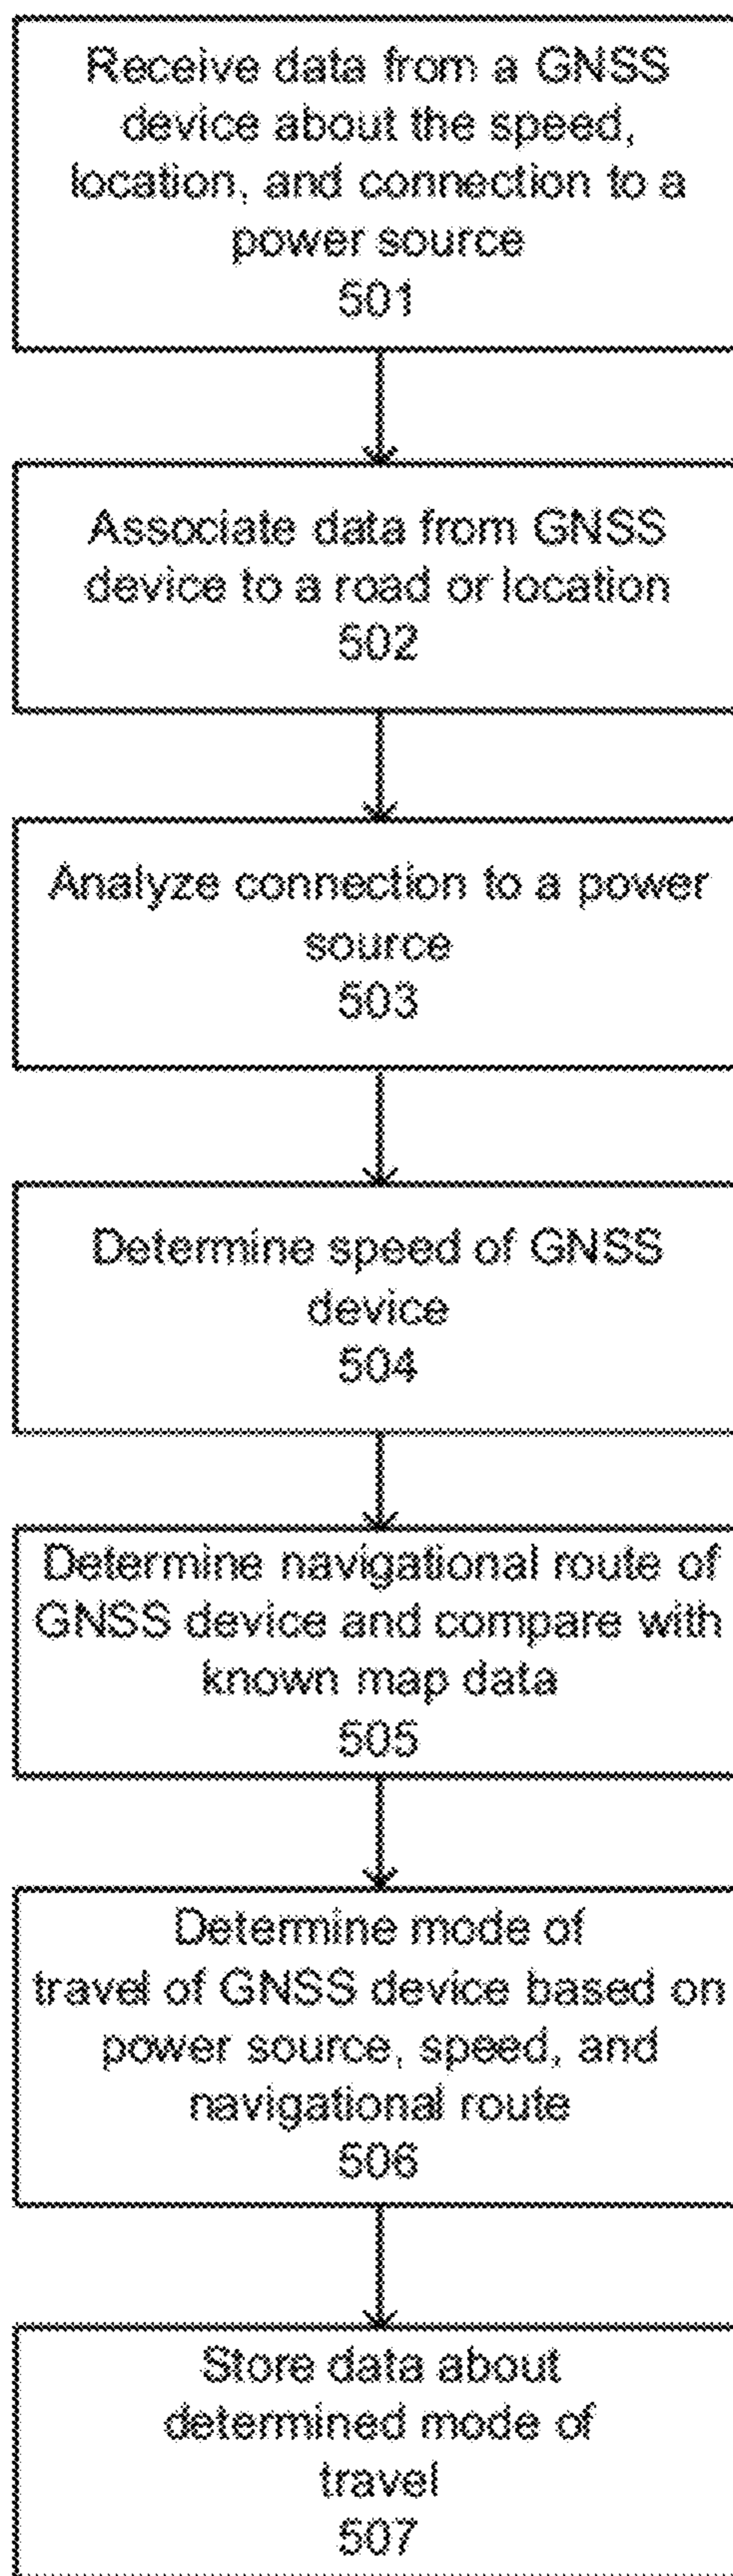 Receive data from a GNSS
device about the speed,
location, and connection to a
power source
501
Associate data from GNSS
device to a road or location
502
Analyze connection to a power
source
503
Determine speed of GNSS
device
504
Determine navigational route of
GNSS device and compare with
known map data
505
Determine mode of
travel of GNSS device based on
power source, speed, and
navigational route
506
Store data about
determined mode of
travel
507